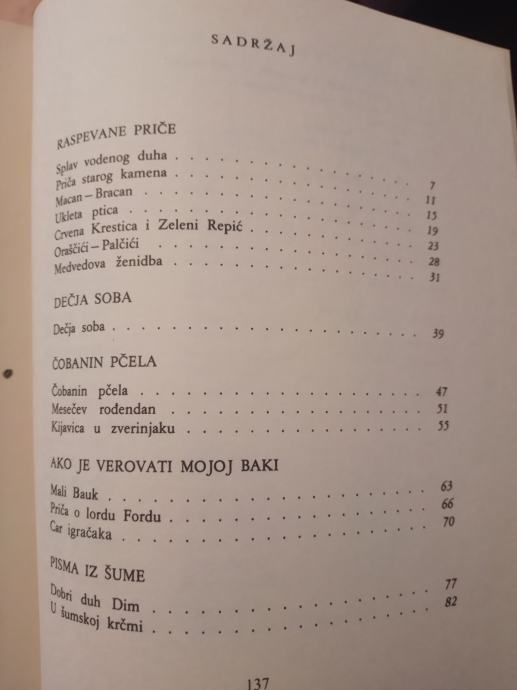 SADRŽAJ
RASPEVANE PRIČE
Splav vodenog duha . . . . . . . . . . . . . . 7
Priča starog kamena . . . . . . . . . . . . . . 11
Macan – Bracan . . . . . . . . . . . . . . . 15
Ukleta ptica . . . . . . . . . . . . . . . . 19
Crvena Krestica i Zeleni Repić . . . . . . . . . . 23
Oraščići – Palčići . . . . . . . . . . . . . . 28
Medvedova ženidba . . . . . . . . . . . . . . 31
DEČJA SOBA
Dečja soba . . . . . . . . . . . . . . . . . 39
ČOBANIN PČELA
Čobanin pčela . . . . . . . . . . . . . . . . 47
Mesečev rođendan . . . . . . . . . . . . . . 51
Kijavica u zverinjaku . . . . . . . . . . . . . 55
AKO JE VEROVATI MOJOJ BAKI
Mali Bauk . . . . . . . . . . . . . . . . . 63
Priča o lordu Fordu . . . . . . . . . . . . . . 66
Car igračaka . . . . . . . . . . . . . . . . 70
PISMA IZ ŠUME
Dobri duh Dim . . . . . . . . . . . . . . . 77
U šumskoj krčmi . . . . . . . . . . . . . . . 82
137